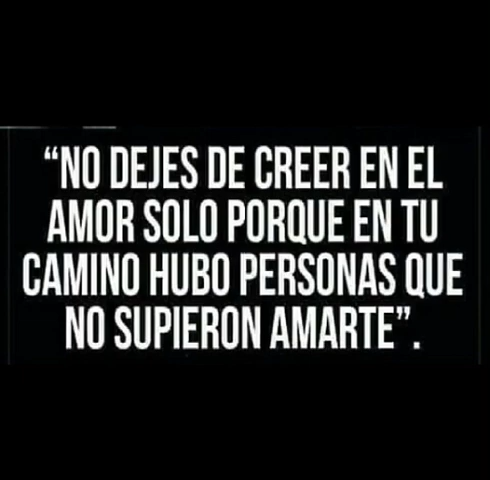 “NO DEJES DE CREER EN EL
AMOR SOLO PORQUE EN TU
CAMINO HUBO PERSONAS QUE
NO SUPIERON AMARTE”.